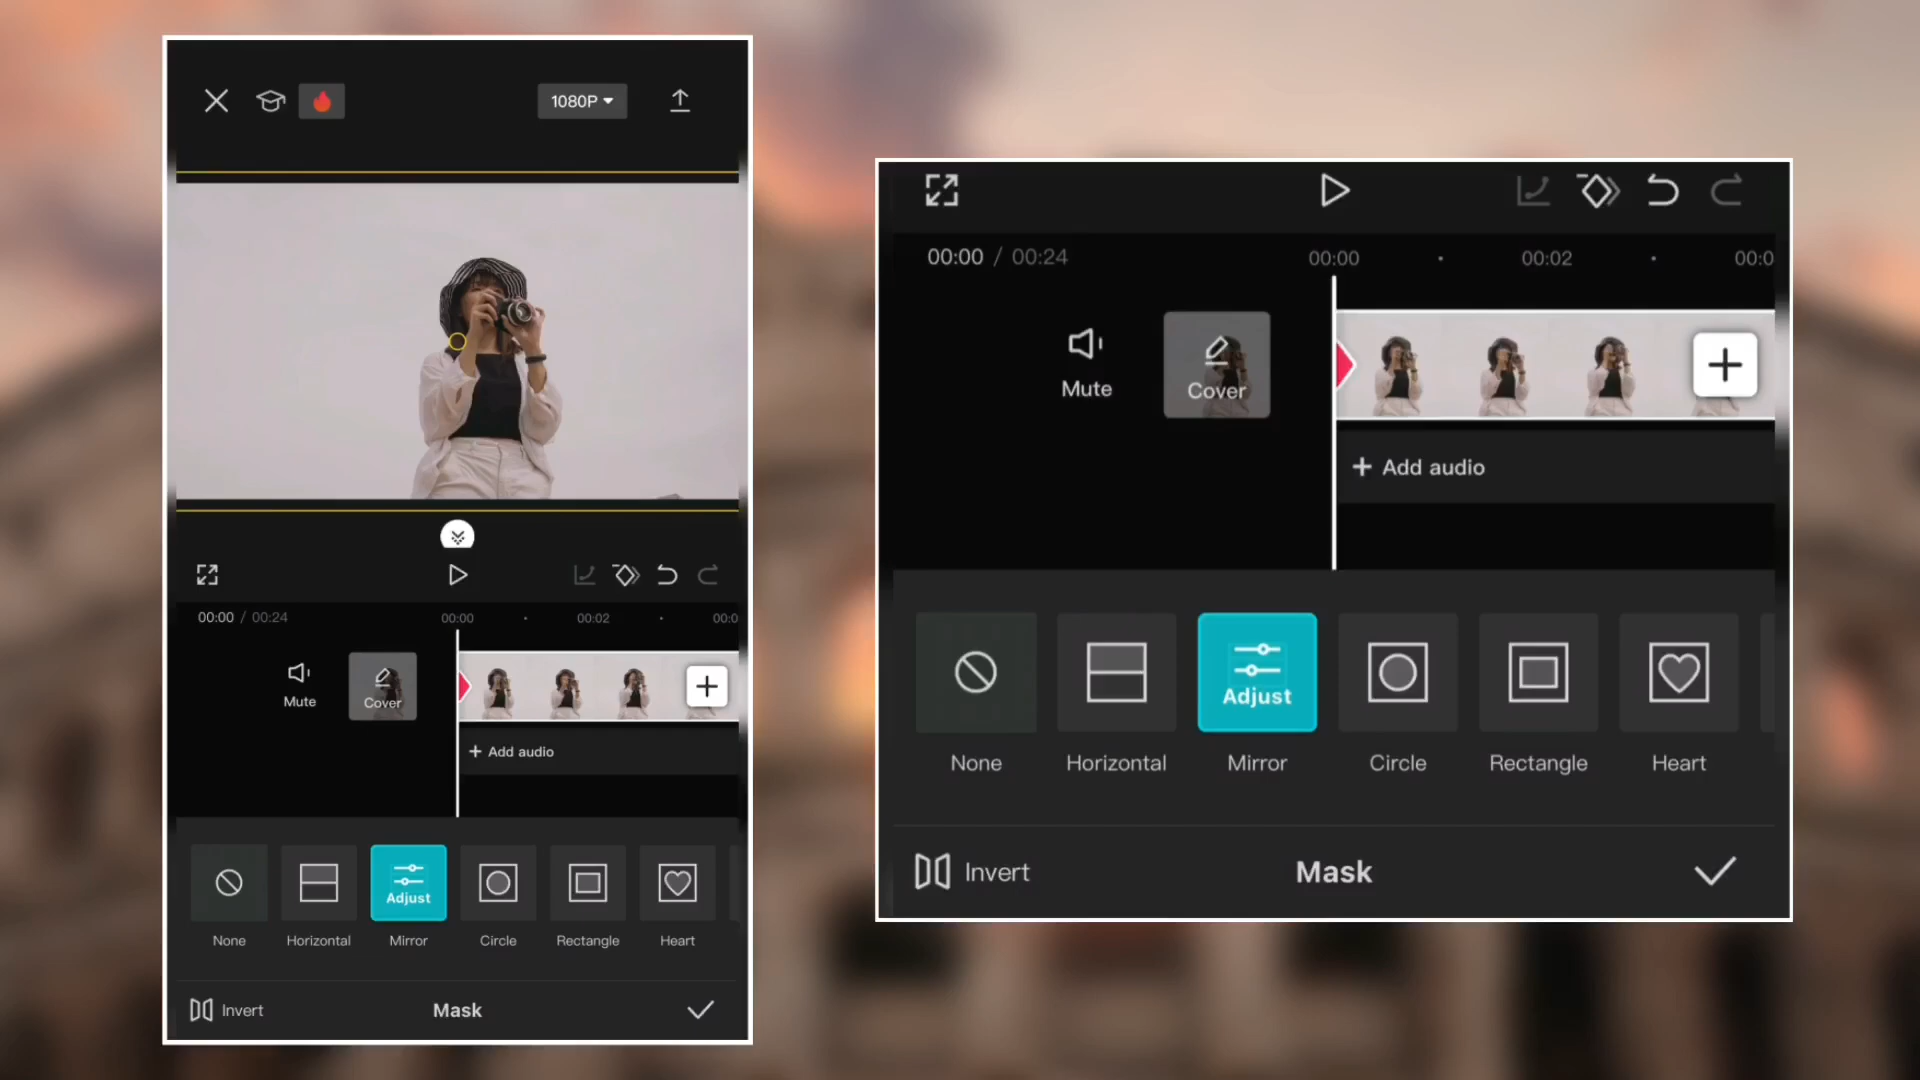 1080P
00:00 / 00:24
00:00
00:02
00:0
Mute
Cover
+ Add audio
Adjust
None
Horizontal
Mirror
Circle
Rectangle
Heart
Invert
Mask
00:00 / 00:24
00:00
00:02
00:0
Mute
Cover
+ Add audio
Adjust
None
Horizontal
Mirror
Circle
Rectangle
Heart
Invert
Mask